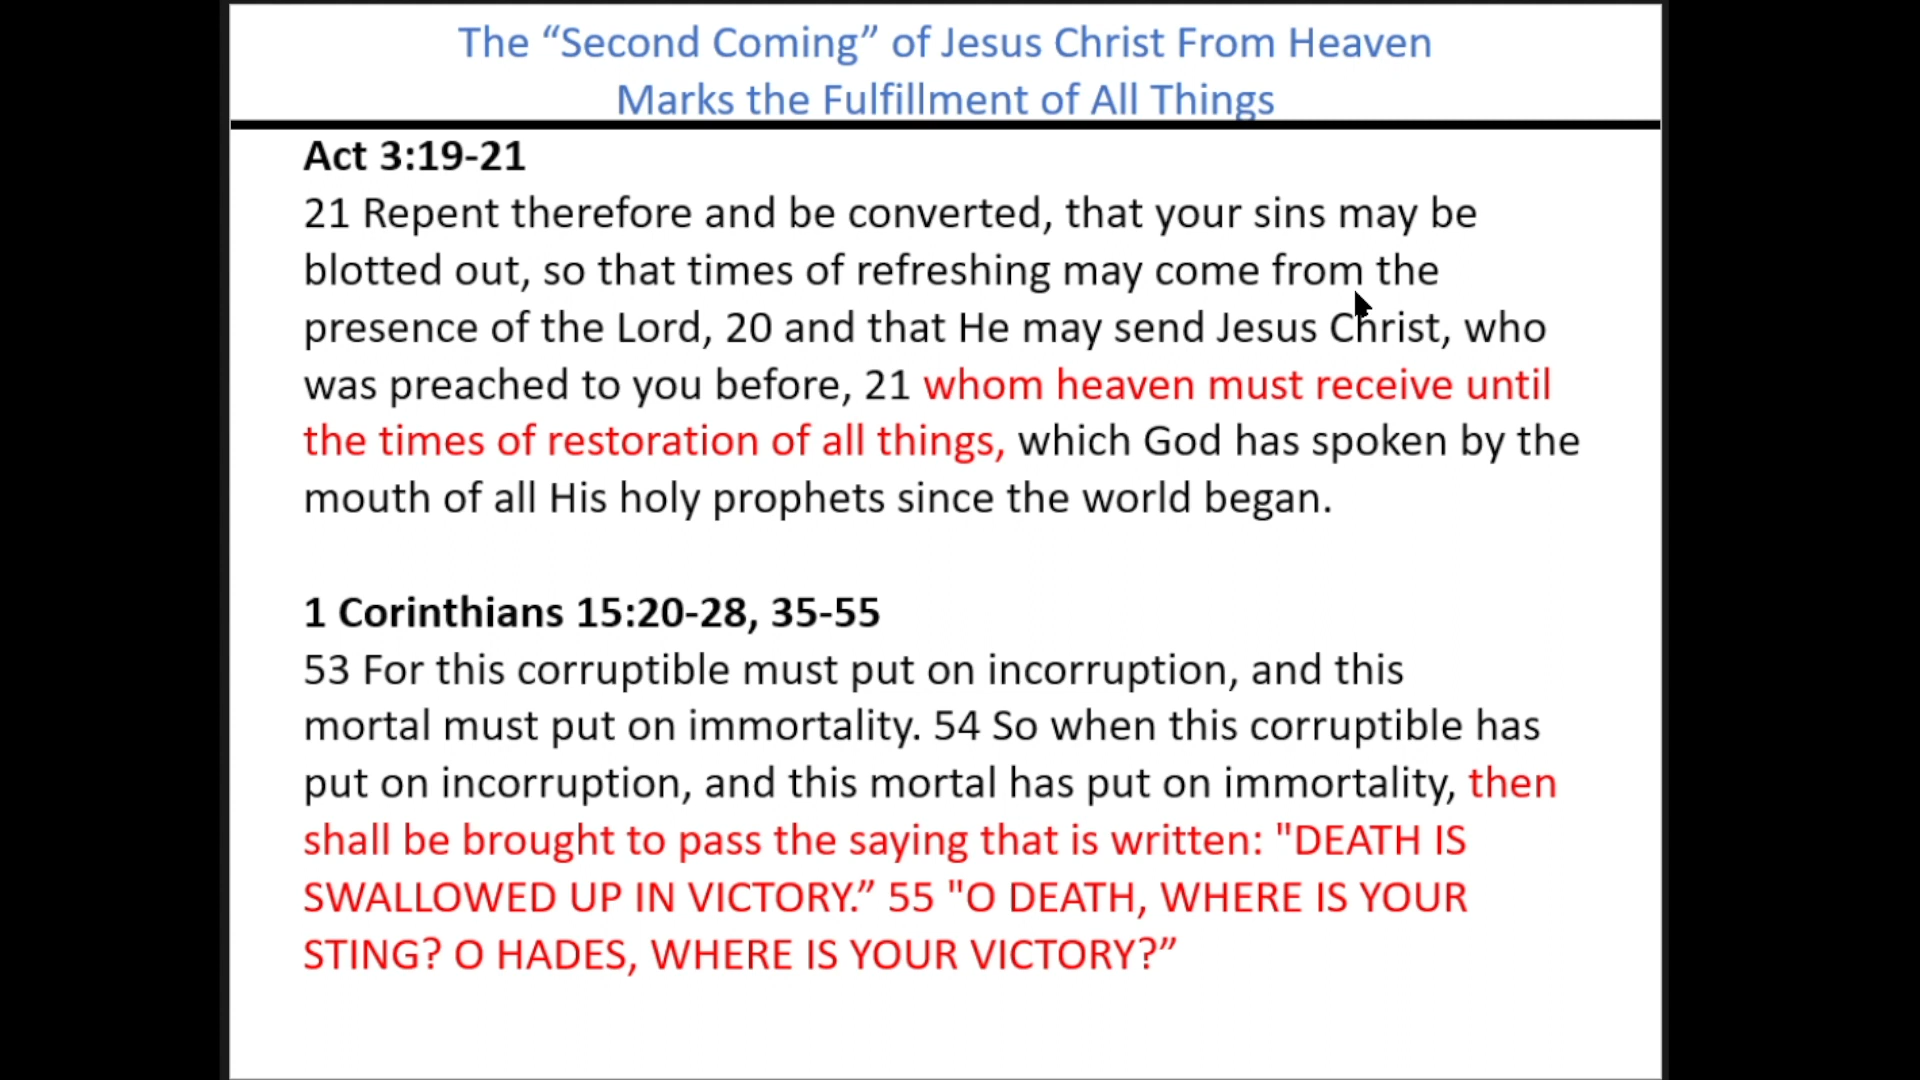 The “Second Coming” of Jesus Christ From Heaven
Marks the Fulfillment of All Things
Act 3:19-21
21 Repent therefore and be converted, that your sins may be
blotted out, so that times of refreshing may come from the
presence of the Lord, 20 and that He may send Jesus Christ, who
was preached to you before, 21 whom heaven must receive until
the times of restoration of all things, which God has spoken by the
mouth of all His holy prophets since the world began.
1 Corinthians 15:20-28, 35-55
53 For this corruptible must put on incorruption, and this
mortal must put on immortality. 54 So when this corruptible has
put on incorruption, and this mortal has put on immortality, then
shall be brought to pass the saying that is written: "DEATH IS
SWALLOWED UP IN VICTORY.” 55 "O DEATH, WHERE IS YOUR
STING? O HADES, WHERE IS YOUR VICTORY?”